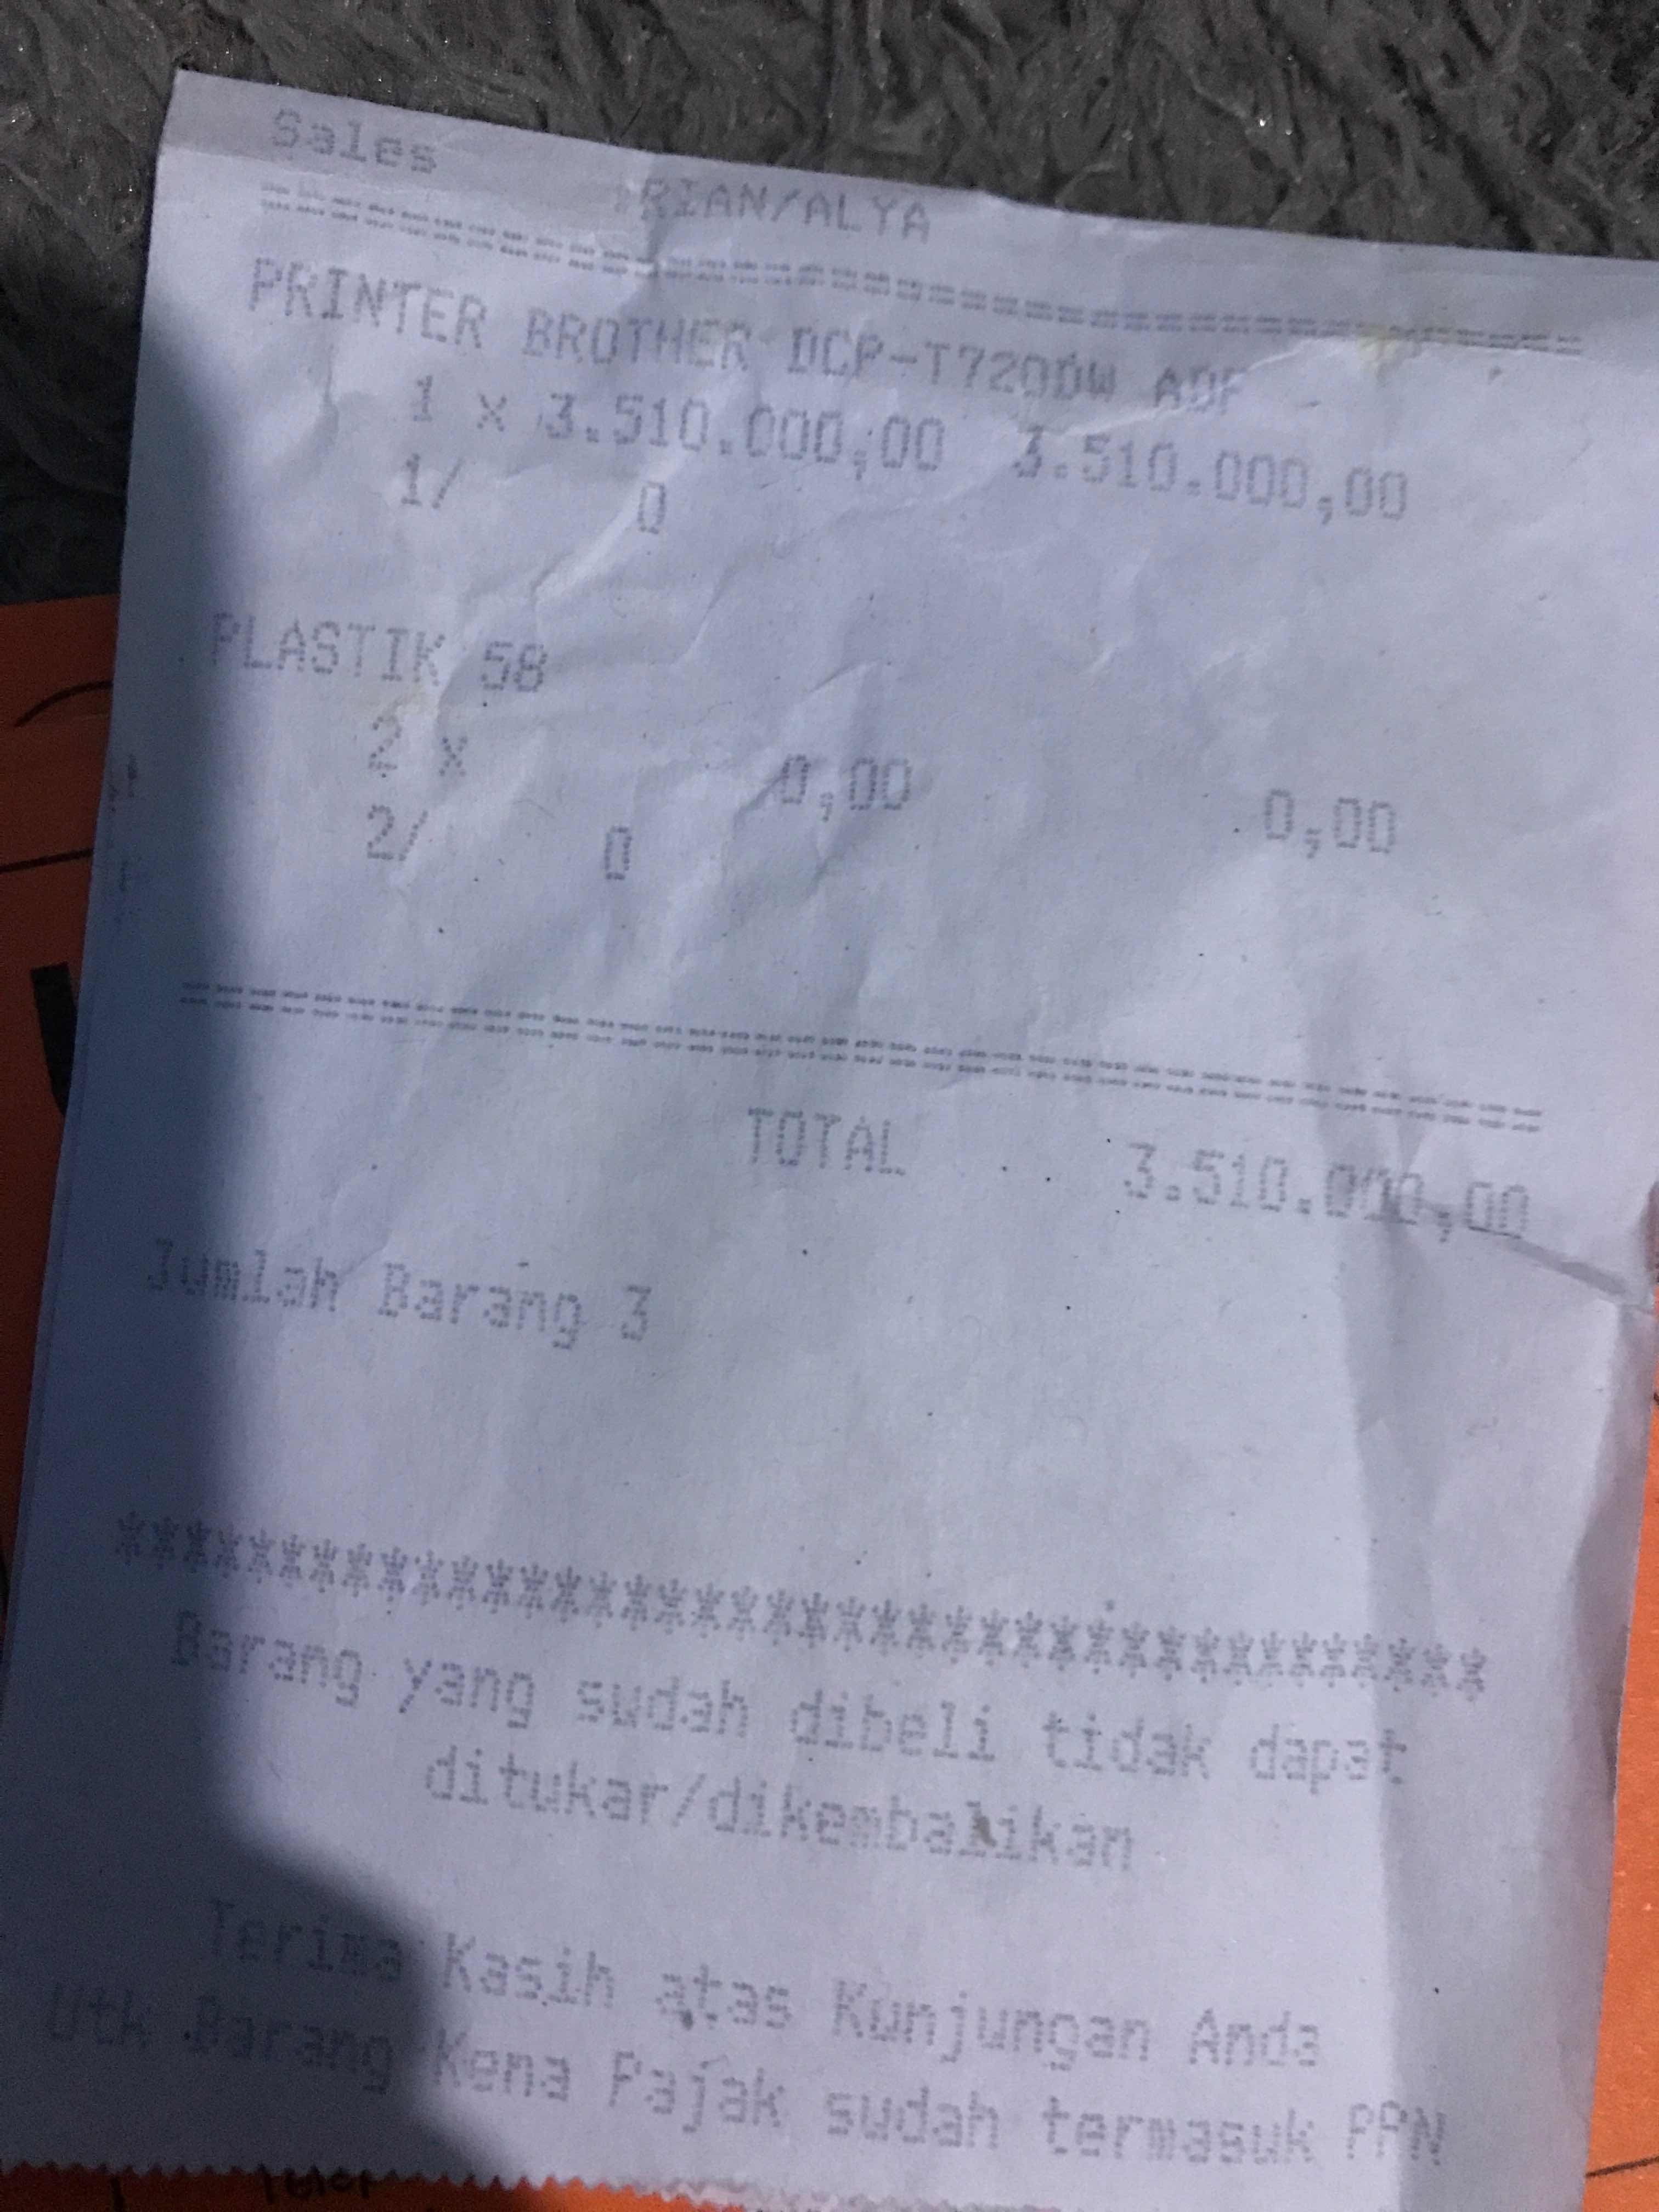 Sales :RIAN/ALYA
PRINTER BROTHER DCP-T720DW ADF
1 x 3.510.000,00 3.510.000,00
1/ 0
PLASTIK 58
2 x 0,00 0,00
2/ 0
TOTAL 3.510.000,00
Jumlah Barang 3
***************************************
Barang yang sudah dibeli tidak dapat
ditukar/dikembalikan
Terima Kasih atas Kunjungan Anda
Utk Barang Kena Pajak sudah termasuk PPN